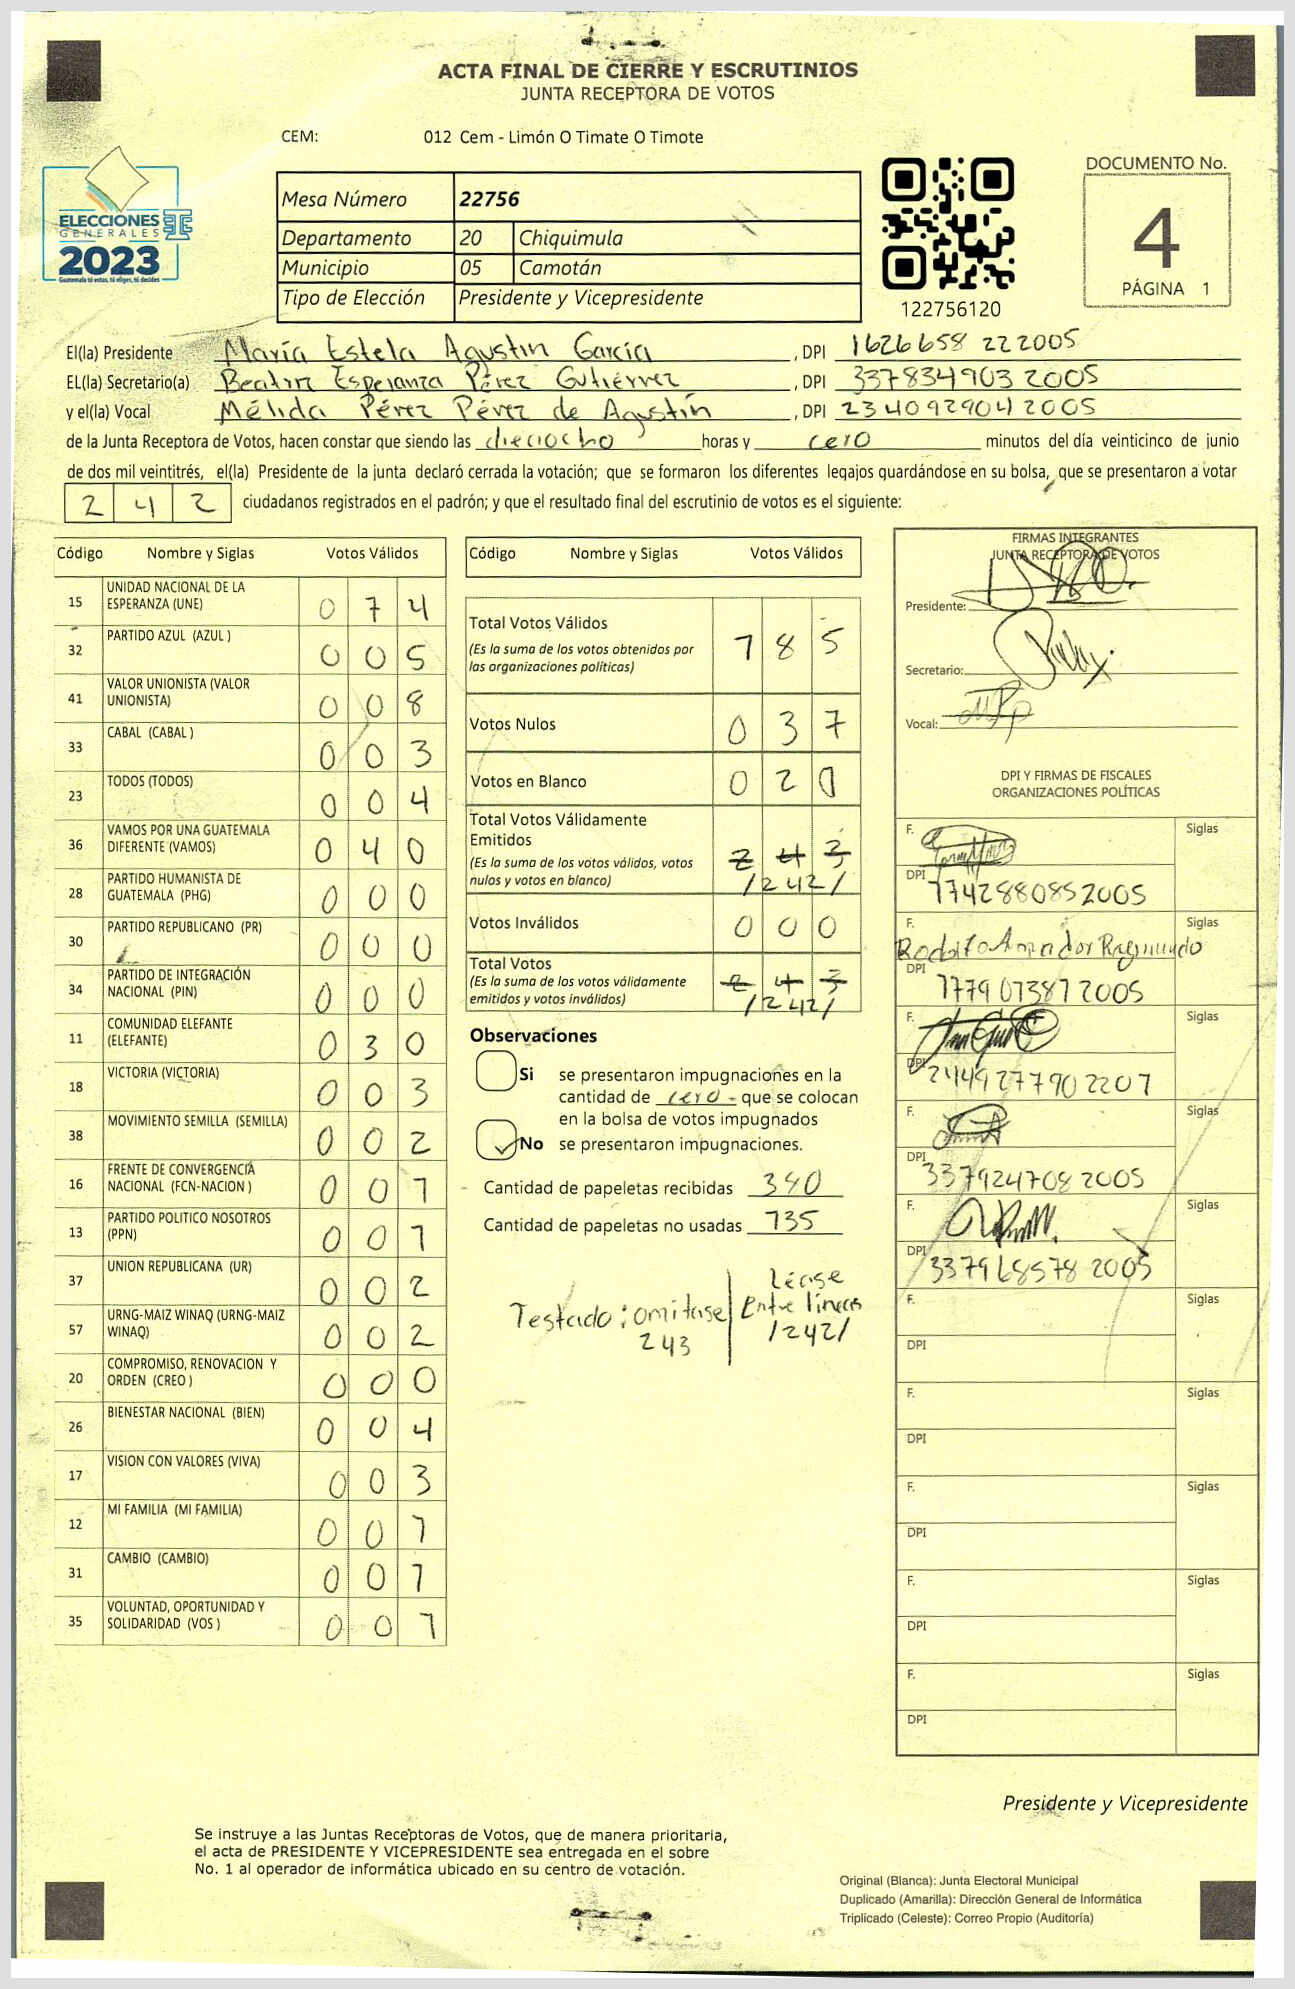 ACTA FINAL DE CIERRE Y ESCRUTINIOS
JUNTA RECEPTORA DE VOTOS
CEM: 012 Cem - Limón O Timate O Timote
ELECCIONES
GENERALES
2023
Guatemala tú votas, tú eliges, tú decides
Mesa Número 22756
Departamento 20 Chiquimula
Municipio 05 Camotán
Tipo de Elección Presidente y Vicepresidente
122756120
DOCUMENTO No.
4
PÁGINA 1
El(la) Presidente María Estela Agustín García , DPI 1626658 22 2005
EL(la) Secretario(a) Beatriz Esperanza Pérez Gutiérrez , DPI 337834903 2005
y el(la) Vocal Mélida Pérez Pérez de Agustín , DPI 234092904 2005
de la Junta Receptora de Votos, hacen constar que siendo las dieciocho horas y cero minutos del día veinticinco de junio
de dos mil veintitrés, el(la) Presidente de la junta declaró cerrada la votación; que se formaron los diferentes legajos guardándose en su bolsa, que se presentaron a votar
2 4 2 ciudadanos registrados en el padrón; y que el resultado final del escrutinio de votos es el siguiente:
Código Nombre y Siglas Votos Válidos
15 UNIDAD NACIONAL DE LA ESPERANZA (UNE) 0 7 4
32 PARTIDO AZUL (AZUL ) 0 0 5
41 VALOR UNIONISTA (VALOR UNIONISTA) 0 0 8
33 CABAL (CABAL ) 0 0 3
23 TODOS (TODOS) 0 0 4
36 VAMOS POR UNA GUATEMALA DIFERENTE (VAMOS) 0 4 0
28 PARTIDO HUMANISTA DE GUATEMALA (PHG) 0 0 0
30 PARTIDO REPUBLICANO (PR) 0 0 0
34 PARTIDO DE INTEGRACIÓN NACIONAL (PIN) 0 0 0
11 COMUNIDAD ELEFANTE (ELEFANTE) 0 3 0
18 VICTORIA (VICTORIA) 0 0 3
38 MOVIMIENTO SEMILLA (SEMILLA) 0 0 2
16 FRENTE DE CONVERGENCIA NACIONAL (FCN-NACION ) 0 0 1
13 PARTIDO POLITICO NOSOTROS (PPN) 0 0 1
37 UNION REPUBLICANA (UR) 0 0 2
57 URNG-MAIZ WINAQ (URNG-MAIZ WINAQ) 0 0 2
20 COMPROMISO, RENOVACION Y ORDEN (CREO ) 0 0 0
26 BIENESTAR NACIONAL (BIEN) 0 0 4
17 VISION CON VALORES (VIVA) 0 0 3
12 MI FAMILIA (MI FAMILIA) 0 0 1
31 CAMBIO (CAMBIO) 0 0 1
35 VOLUNTAD, OPORTUNIDAD Y SOLIDARIDAD (VOS ) 0 0 1
Código Nombre y Siglas Votos Válidos
Total Votos Válidos 1 8 5
(Es la suma de los votos obtenidos por
las organizaciones políticas)
Votos Nulos 0 3 7
Votos en Blanco 0 2 0
Total Votos Válidamente
Emitidos
(Es la suma de los votos válidos, votos 2 4 3
nulos y votos en blanco) /2 4 2/
Votos Inválidos 0 0 0
Total Votos
(Es la suma de los votos válidamente 2 4 3
emitidos y votos inválidos) /2 4 2/
Observaciones
Si se presentaron impugnaciones en la
cantidad de cero - que se colocan
en la bolsa de votos impugnados
No se presentaron impugnaciones.
Cantidad de papeletas recibidas 340
Cantidad de papeletas no usadas 135
Testado: omitase 243
Léase
Entre líneas
/242/
FIRMAS INTEGRANTES
JUNTA RECEPTORA DE VOTOS
Presidente:
Secretario:
Vocal:
DPI Y FIRMAS DE FISCALES
ORGANIZACIONES POLÍTICAS
F. Siglas
DPI 1742880852005
F. Rodolfo Amador Raymundo Siglas
DPI 1779073872005
F. Siglas
DPI 2449277902207
F. Siglas
DPI 337924708 2005
F. Siglas
DPI 337968578 2005
F. Siglas
DPI
F. Siglas
DPI
F. Siglas
DPI
F. Siglas
DPI
F. Siglas
DPI
Presidente y Vicepresidente
Se instruye a las Juntas Receptoras de Votos, que de manera prioritaria,
el acta de PRESIDENTE Y VICEPRESIDENTE sea entregada en el sobre
No. 1 al operador de informática ubicado en su centro de votación.
Original (Blanca): Junta Electoral Municipal
Duplicado (Amarilla): Dirección General de Informática
Triplicado (Celeste): Correo Propio (Auditoría)